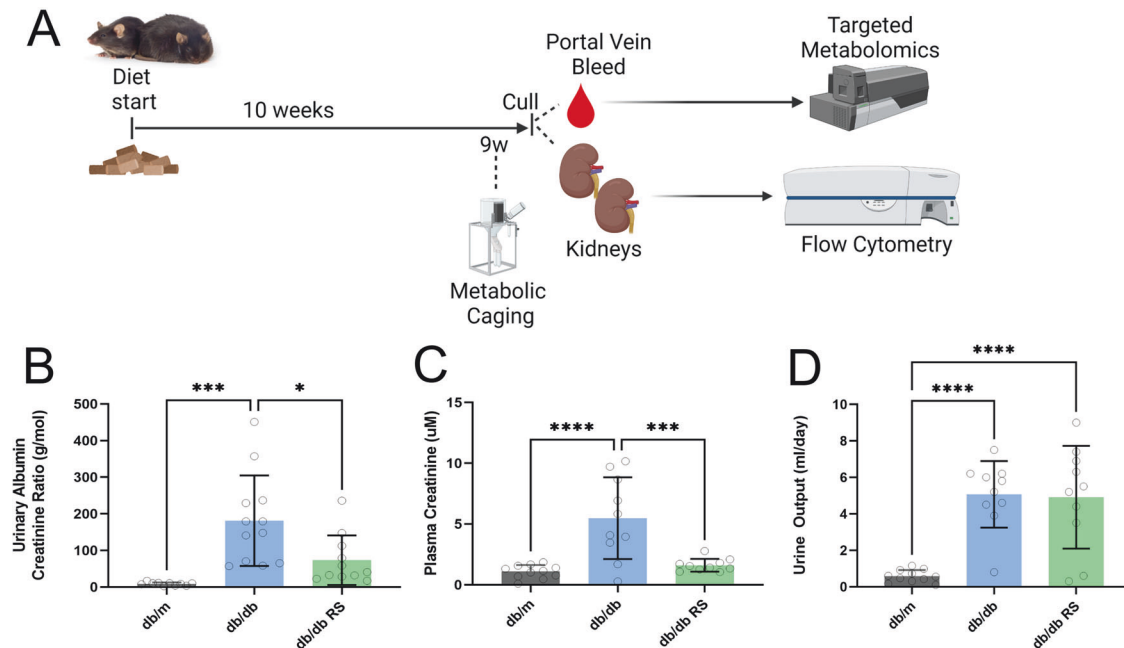 A
Diet
start
10 weeks
Cull
9w
Metabolic
Caging
Portal Vein
Bleed
Kidneys
Targeted
Metabolomics
Flow Cytometry
B
Urinary Albumin
Creatinine Ratio (g/mol)
500
400
300
200
100
0
***
*
db/m
db/db
db/db RS
C
Plasma Creatinine (uM)
15
10
5
0
****
***
db/m
db/db
db/db RS
D
Urine Output (ml/day)
10
8
6
4
2
0
****
****
db/m
db/db
db/db RS